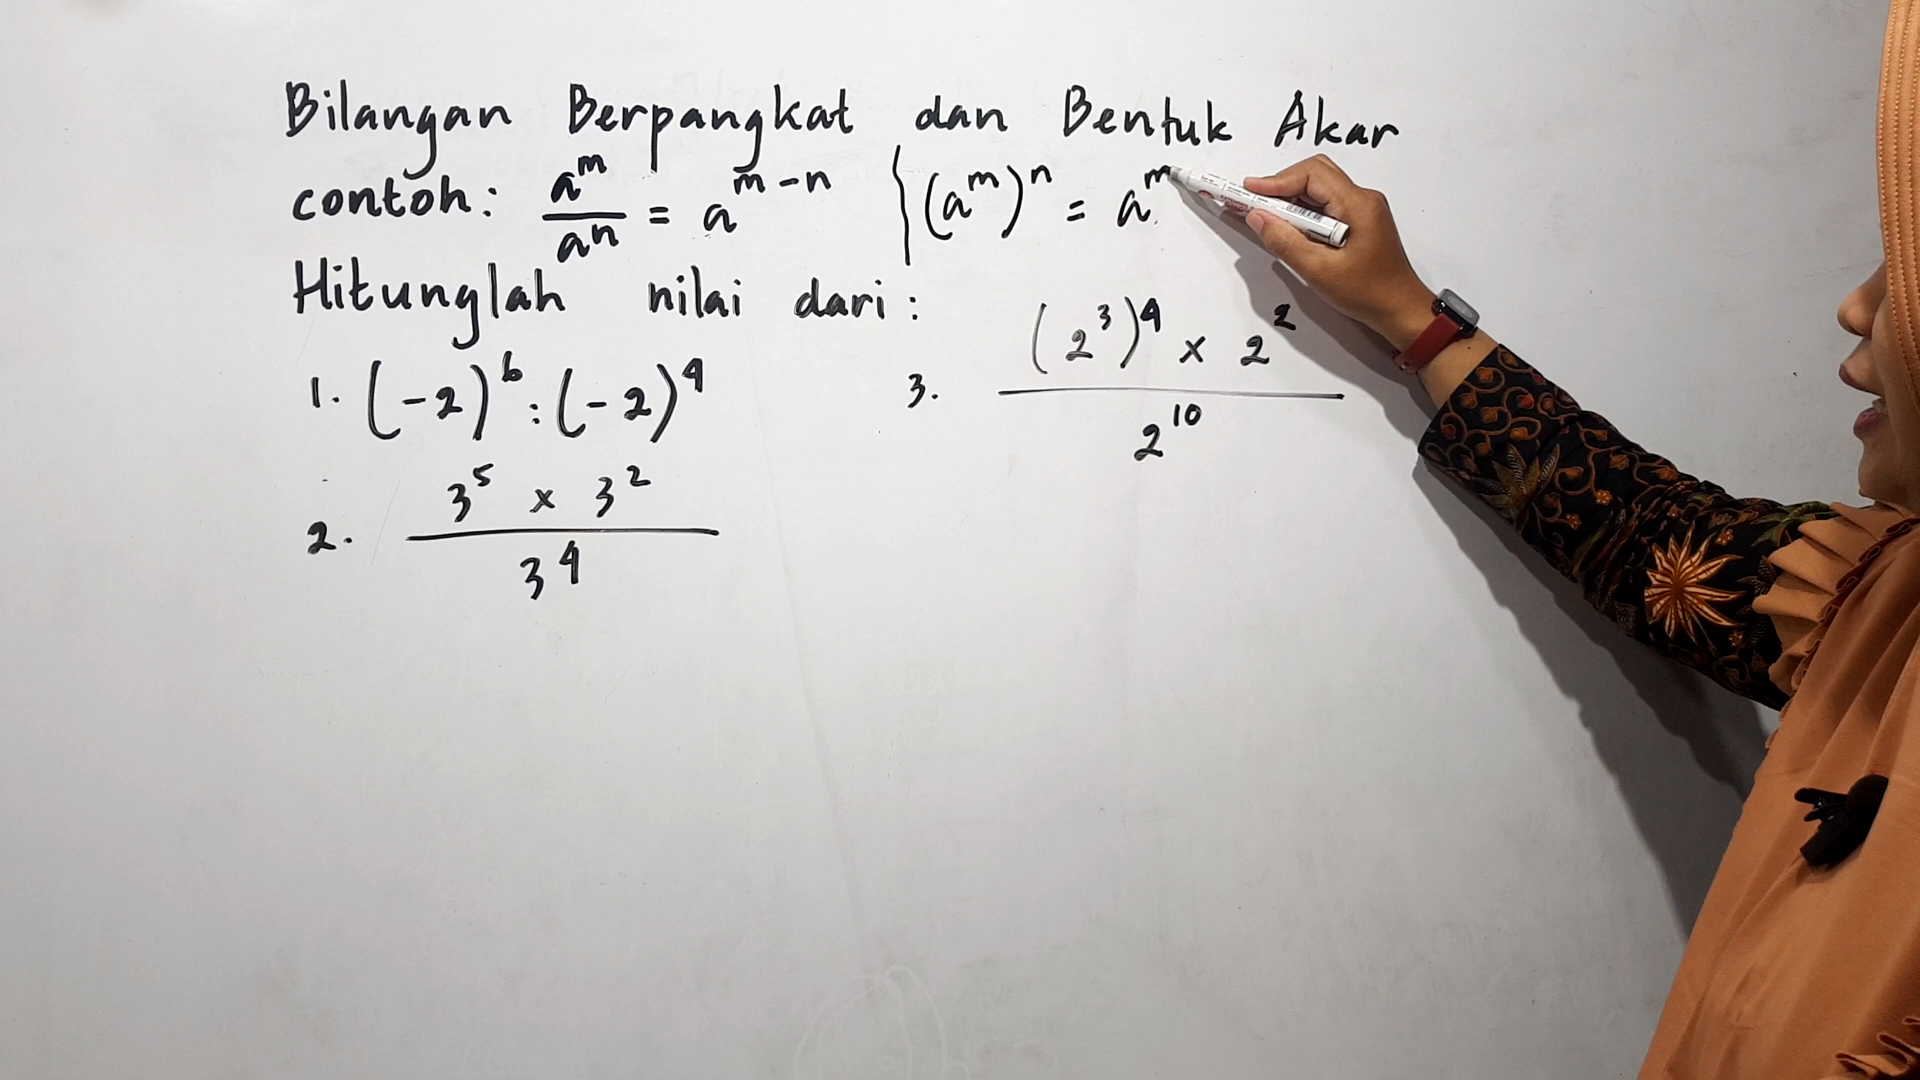 Bilangan Berpangkat dan Bentuk Akar
contoh: a^m / a^n = a^(m-n) { (a^m)^n = a^m
Hitunglah nilai dari:
1. (-2)^6 : (-2)^4
2. 3^5 x 3^2 / 3^4
3. (2^3)^4 x 2^2 / 2^10